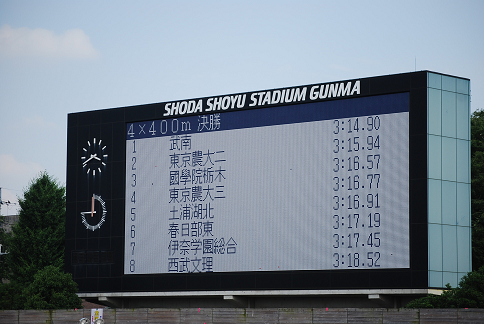 SHODA SHOYU STADIUM GUNMA
4×400m 決勝
1 武南 3:14.90
2 東京農大二 3:15.94
3 國學院栃木 3:16.57
4 東京農大三 3:16.77
5 土浦湖北 3:16.91
6 春日部東 3:17.19
7 伊奈学園総合 3:17.45
8 西武文理 3:18.52